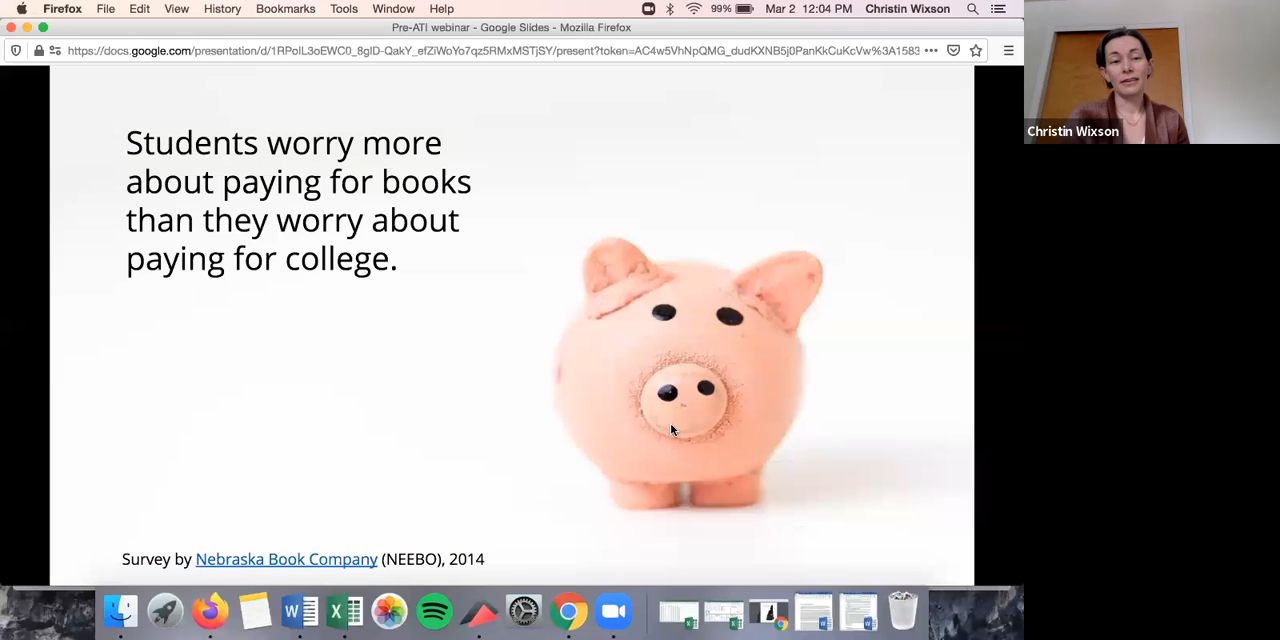 Firefox File Edit View History Bookmarks Tools Window Help 99% Mar 2 12:04 PM Christin Wixson
Pre-ATI webinar - Google Slides - Mozilla Firefox
https://docs.google.com/presentation/d/1RPolL3oEWC0_8gID-QakY_efZiWoYo7qz5RMxMSTjSY/present?token=AC4w5VhNpQMG_dudKXNB5j0PanKkCuKcVw%3A1583
Christin Wixson
Students worry more
about paying for books
than they worry about
paying for college.
Survey by Nebraska Book Company (NEEBO), 2014